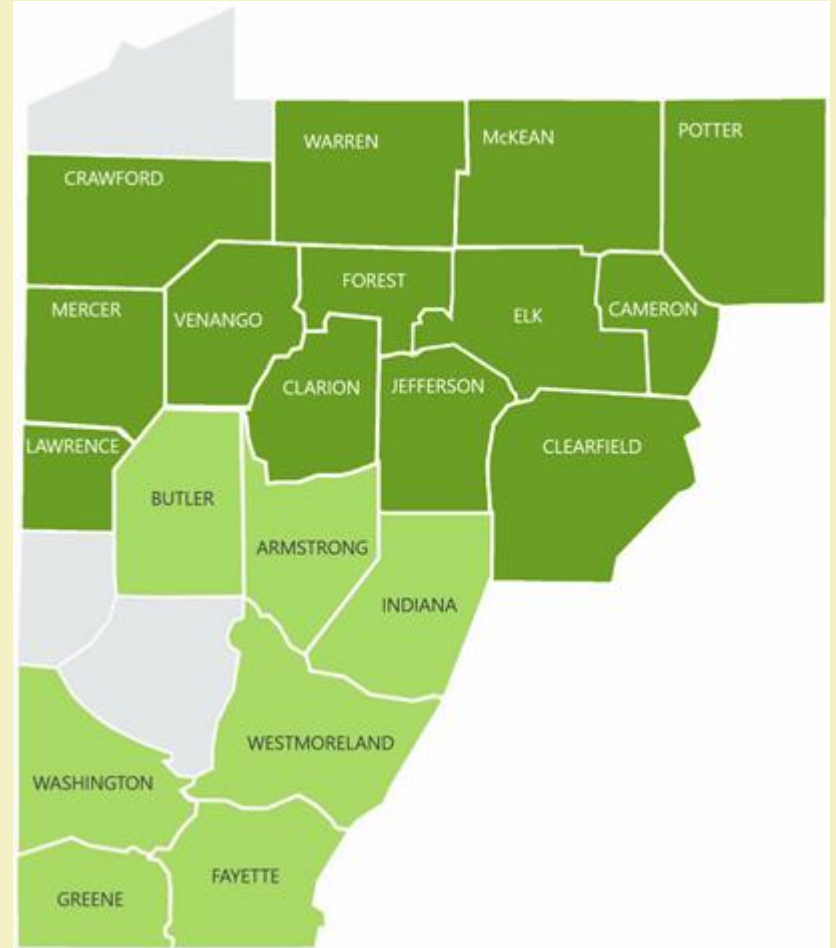 WARREN
McKEAN
POTTER
CRAWFORD
FOREST
MERCER
VENANGO
ELK
CAMERON
CLARION
JEFFERSON
LAWRENCE
CLEARFIELD
BUTLER
ARMSTRONG
INDIANA
WESTMORELAND
WASHINGTON
FAYETTE
GREENE